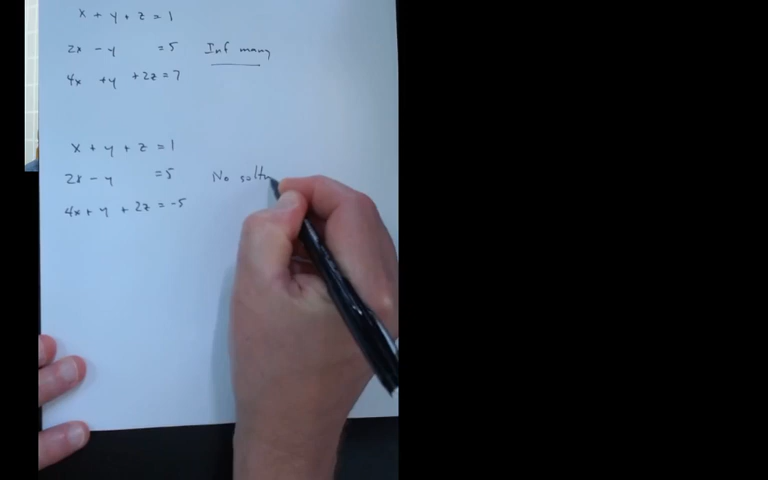 x + y + z = 1
2x - y = 5 Inf many
4x + y + 2z = 7
x + y + z = 1
2x - y = 5 No soltn
4x + y + 2z = -5